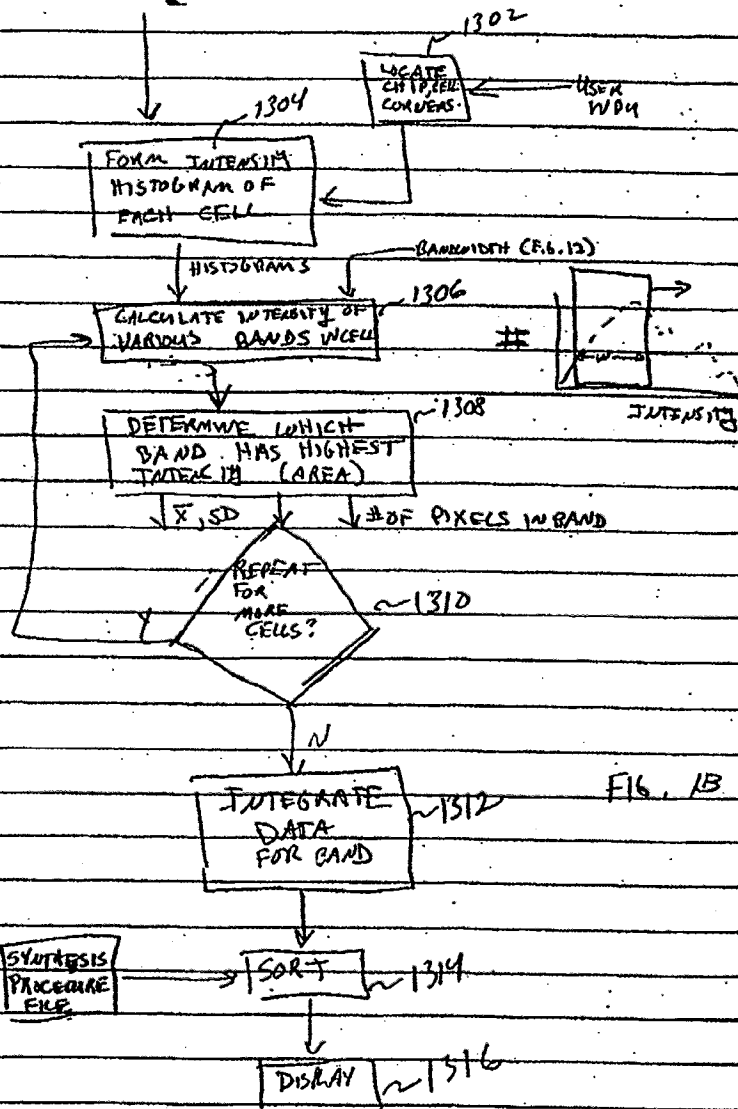 1302
LOCATE
CHIP, CELL
CORNERS.
USER
INPU
1304
FORM INTENSITY
HISTOGRAM OF
EACH CELL
HISTOGRAMS
BANDWIDTH (E.G. 12)
1306
CALCULATE INTENSITY OF
VARIOUS BANDS IN CELL
#
W
INTENSITY
1308
DETERMINE WHICH
BAND HAS HIGHEST
INTENSITY (AREA)
X̄, SD
# OF PIXELS IN BAND
REPEAT
FOR
MORE
CELLS?
1310
Y
N
INTEGRATE
DATA
FOR BAND
1312
FIG. 13
SYNTHESIS
PROCEDURE
FILE
SORT
1314
DISPLAY
1316